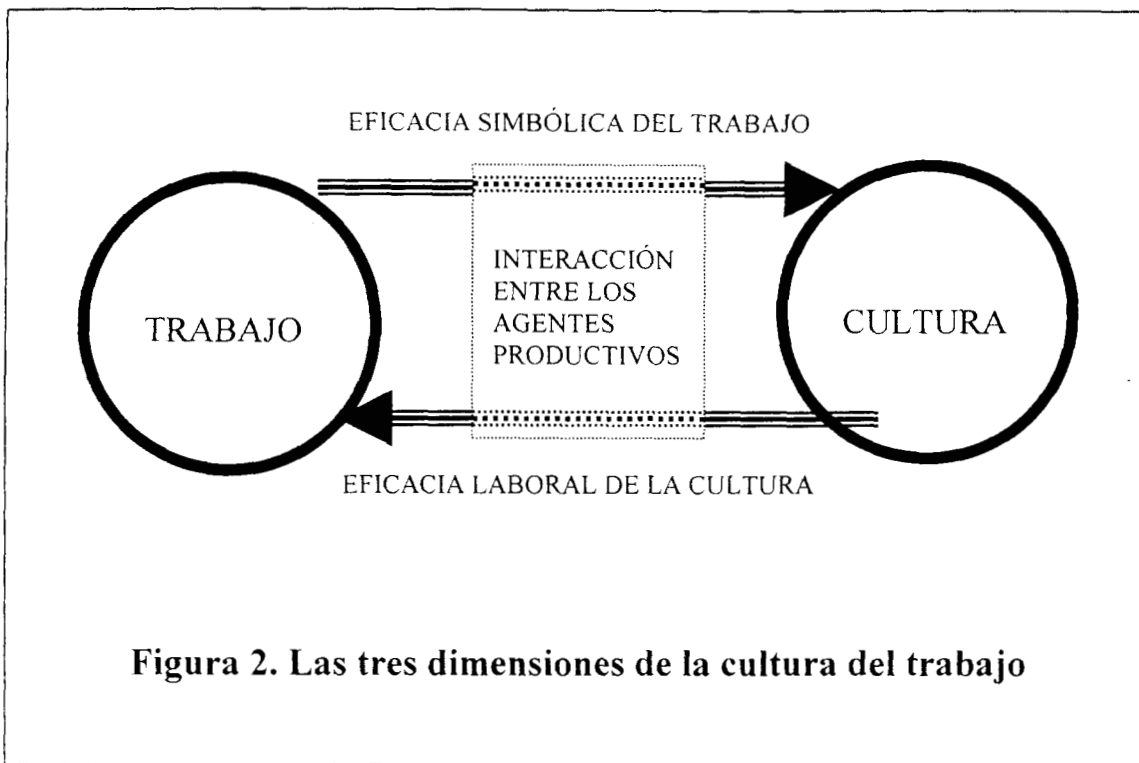 EFICACIA SIMBÓLICA DEL TRABAJO
TRABAJO
INTERACCIÓN
ENTRE LOS
AGENTES
PRODUCTIVOS
CULTURA
EFICACIA LABORAL DE LA CULTURA
Figura 2. Las tres dimensiones de la cultura del trabajo